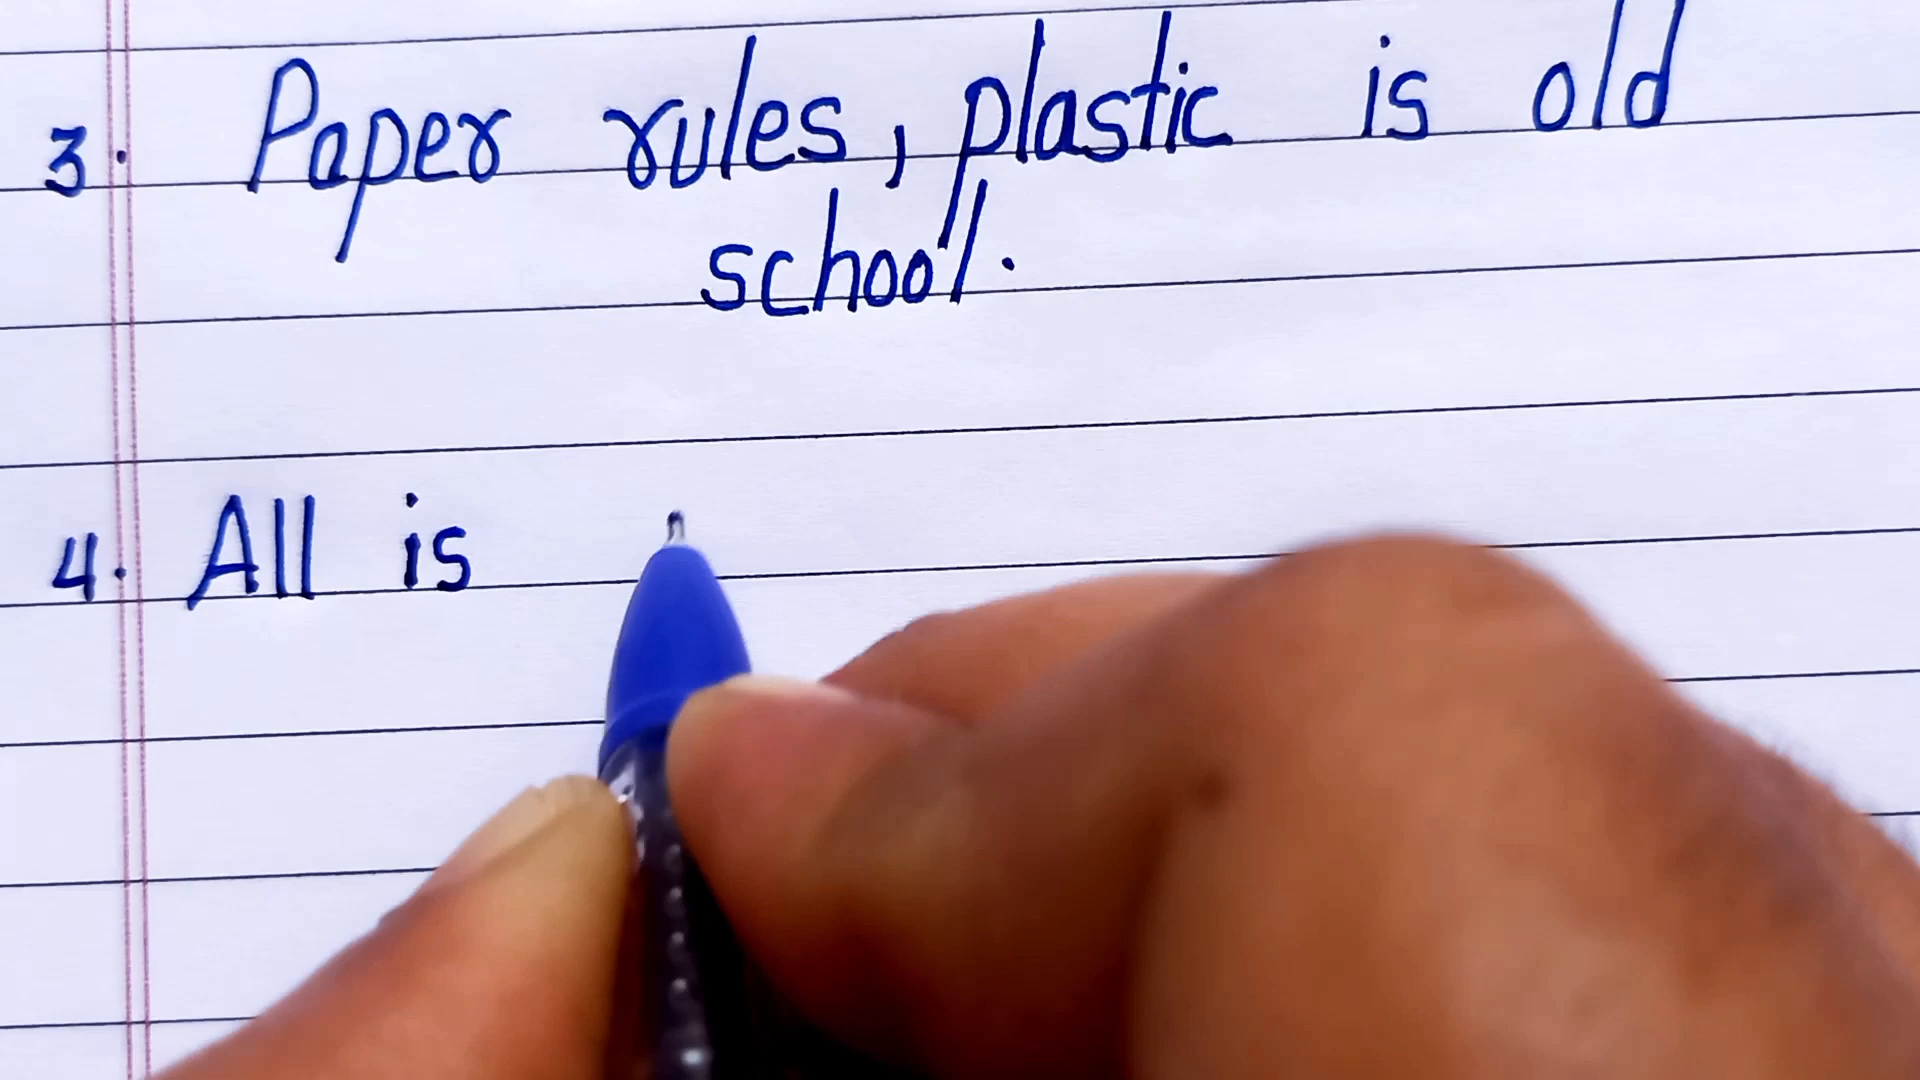 3. Paper rules, plastic is old
school.
4. All is